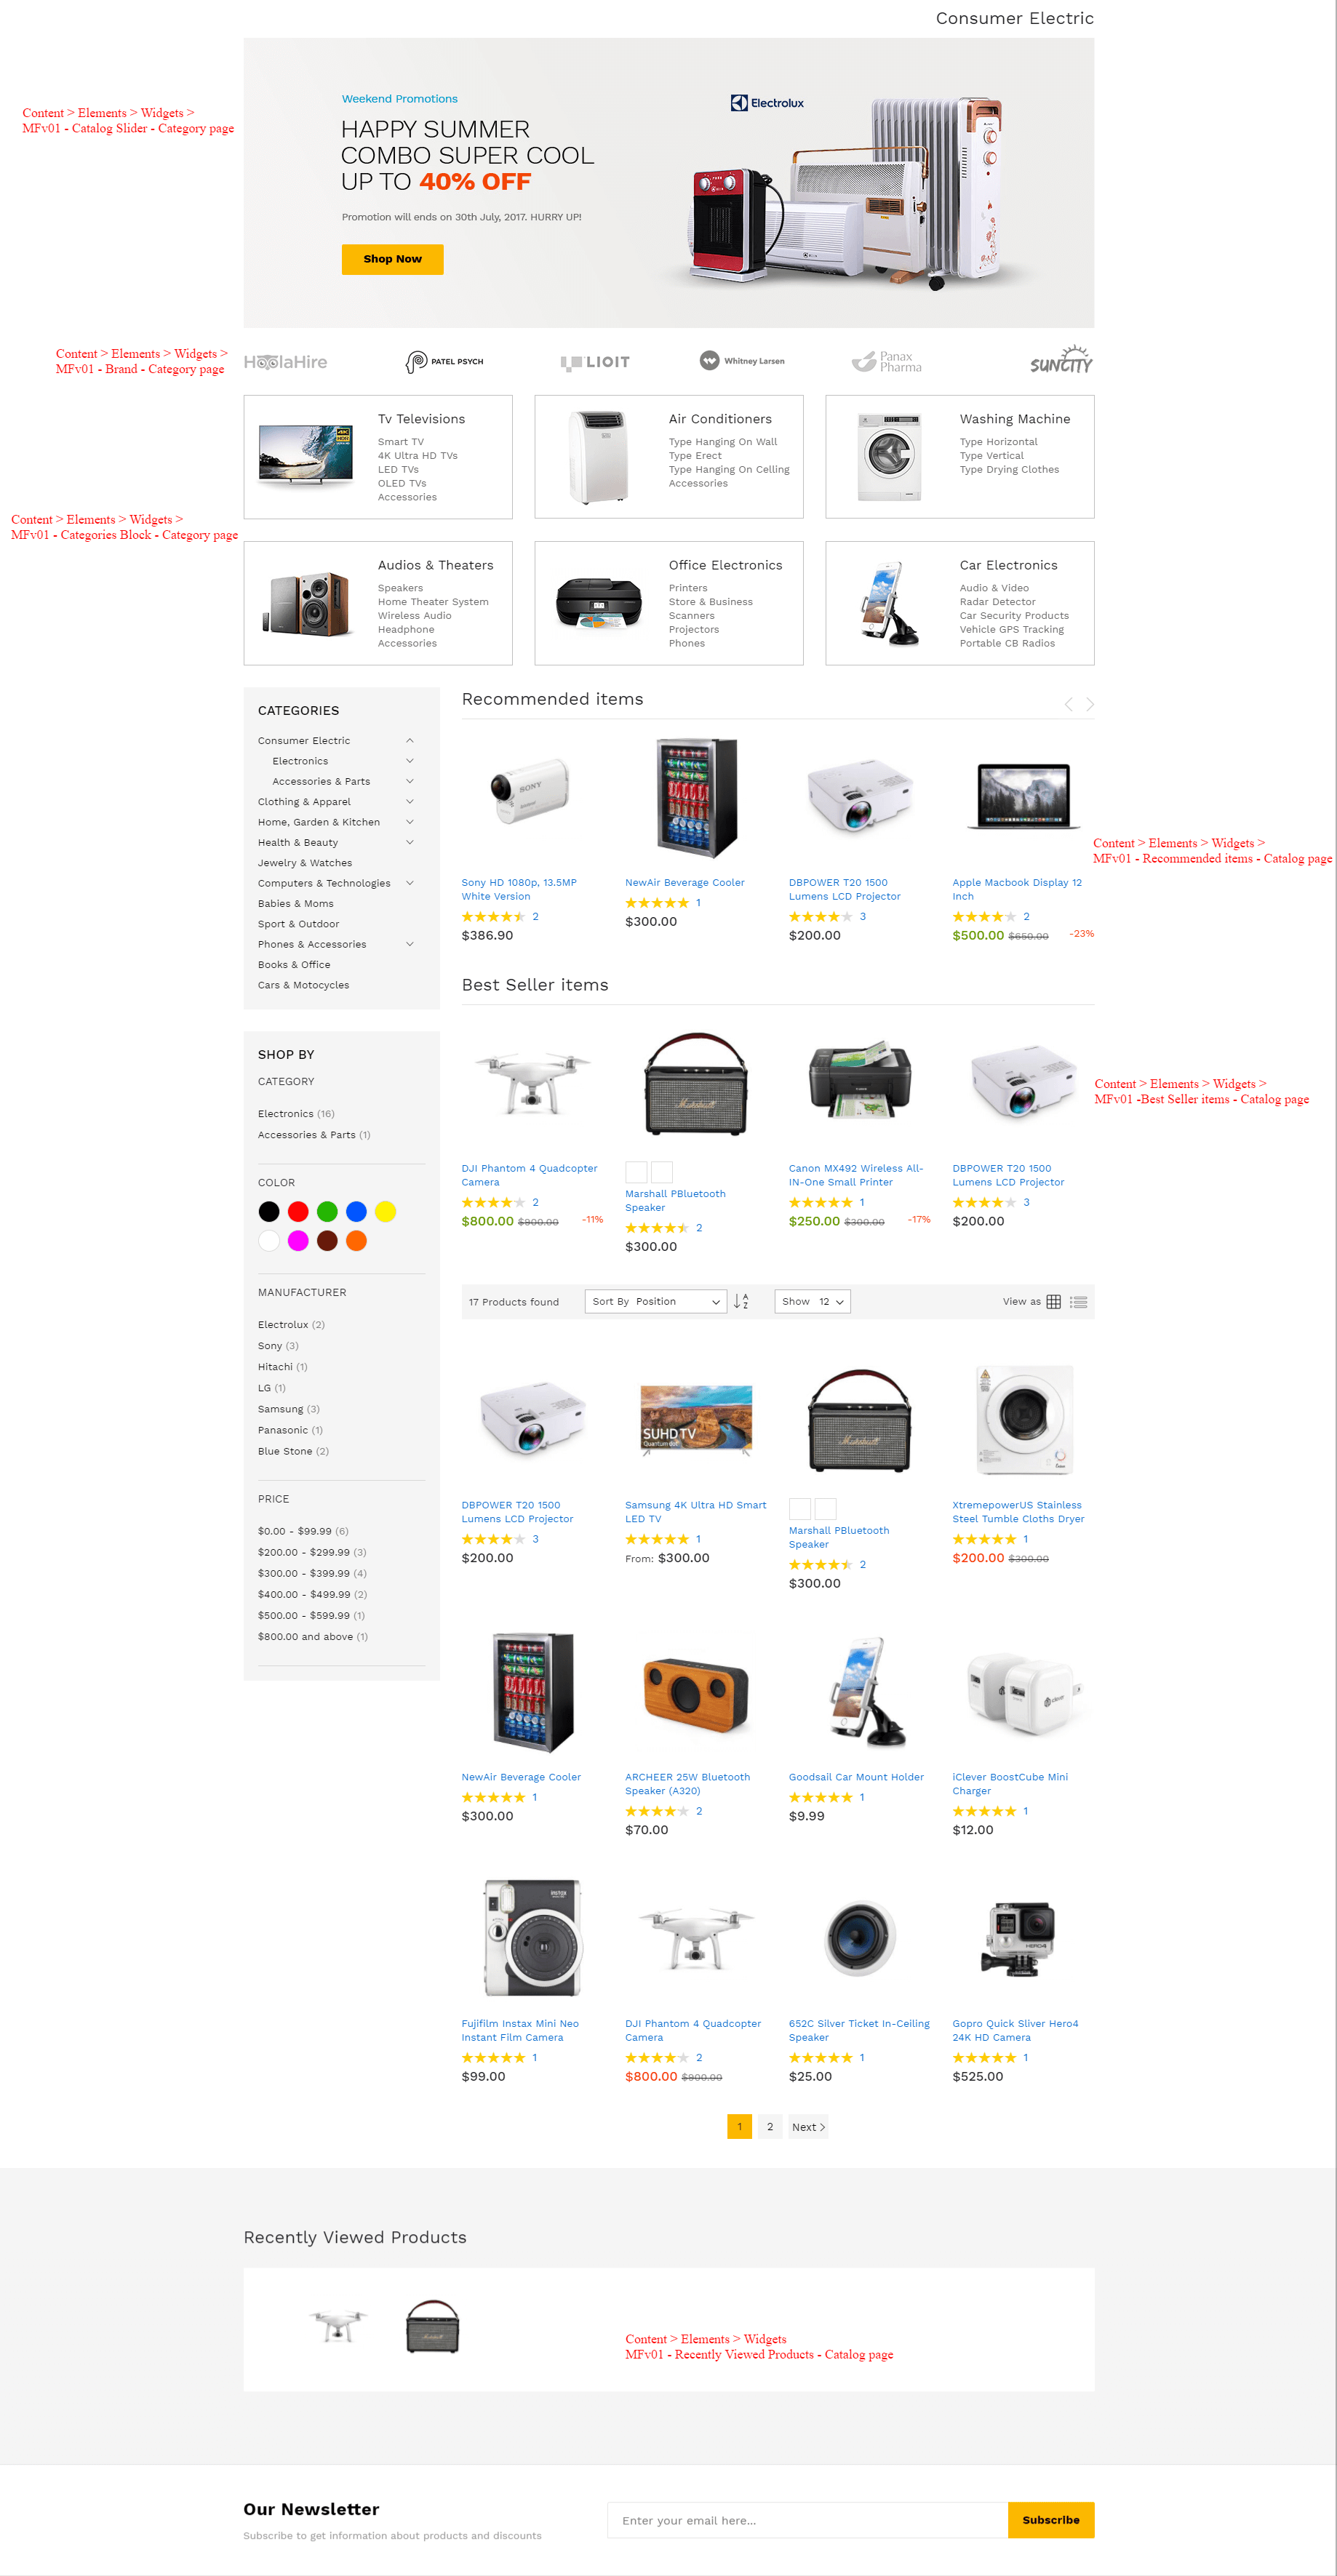 Consumer Electric
Content > Elements > Widgets >
MFv01 - Catalog Slider - Category page
Electrolux
Weekend Promotions
HAPPY SUMMER
COMBO SUPER COOL
UP TO 40% OFF
Promotion will ends on 30th July, 2017. HURRY UP!
Shop Now
Content > Elements > Widgets >
MFv01 - Brand - Category page
HoolaHire
PATEL PSYCH
LIOIT
Whitney Larsen
Panax
Pharma
SUNCITY
Tv Televisions
Smart TV
4K Ultra HD TVs
LED TVs
OLED TVs
Accessories
Air Conditioners
Type Hanging On Wall
Type Erect
Type Hanging On Celling
Accessories
Washing Machine
Type Horizontal
Type Vertical
Type Drying Clothes
Content > Elements > Widgets >
MFv01 - Categories Block - Category page
Audios & Theaters
Speakers
Home Theater System
Wireless Audio
Headphone
Accessories
Office Electronics
Printers
Store & Business
Scanners
Projectors
Phones
Car Electronics
Audio & Video
Radar Detector
Car Security Products
Vehicle GPS Tracking
Portable CB Radios
CATEGORIES
Consumer Electric
Electronics
Accessories & Parts
Clothing & Apparel
Home, Garden & Kitchen
Health & Beauty
Jewelry & Watches
Computers & Technologies
Babies & Moms
Sport & Outdoor
Phones & Accessories
Books & Office
Cars & Motocycles
SHOP BY
CATEGORY
Electronics (16)
Accessories & Parts (1)
COLOR
MANUFACTURER
Electrolux (2)
Sony (3)
Hitachi (1)
LG (1)
Samsung (3)
Panasonic (1)
Blue Stone (2)
PRICE
$0.00 - $99.99 (6)
$200.00 - $299.99 (3)
$300.00 - $399.99 (4)
$400.00 - $499.99 (2)
$500.00 - $599.99 (1)
$800.00 and above (1)
Recommended items
SONY
Sony HD 1080p, 13.5MP
White Version
2
$386.90
NewAir Beverage Cooler
1
$300.00
DBPOWER T20 1500
Lumens LCD Projector
3
$200.00
Apple Macbook Display 12
Inch
2
$500.00 $650.00 -23%
Content > Elements > Widgets >
MFv01 - Recommended items - Catalog page
Best Seller items
DJI Phantom 4 Quadcopter
Camera
2
$800.00 $900.00 -11%
Marshall
Marshall PBluetooth
Speaker
2
$300.00
Canon MX492 Wireless All-
IN-One Small Printer
1
$250.00 $300.00 -17%
DBPOWER T20 1500
Lumens LCD Projector
3
$200.00
Content > Elements > Widgets >
MFv01 -Best Seller items - Catalog page
17 Products found
Sort By Position
A
Z
Show 12
View as
DBPOWER T20 1500
Lumens LCD Projector
3
$200.00
SUHD TV
Quantum dot
Samsung 4K Ultra HD Smart
LED TV
1
From: $300.00
Marshall
Marshall PBluetooth
Speaker
2
$300.00
XtremepowerUS Stainless
Steel Tumble Cloths Dryer
1
$200.00 $300.00
NewAir Beverage Cooler
1
$300.00
ARCHEER 25W Bluetooth
Speaker (A320)
2
$70.00
Goodsail Car Mount Holder
1
$9.99
iClever
iClever BoostCube Mini
Charger
1
$12.00
instax
Fujifilm Instax Mini Neo
Instant Film Camera
1
$99.00
DJI Phantom 4 Quadcopter
Camera
2
$800.00 $900.00
652C Silver Ticket In-Ceiling
Speaker
1
$25.00
HERO4
Gopro Quick Sliver Hero4
24K HD Camera
1
$525.00
1
2
Next
Recently Viewed Products
Content > Elements > Widgets
MFv01 - Recently Viewed Products - Catalog page
Our Newsletter
Subscribe to get information about products and discounts
Enter your email here...
Subscribe